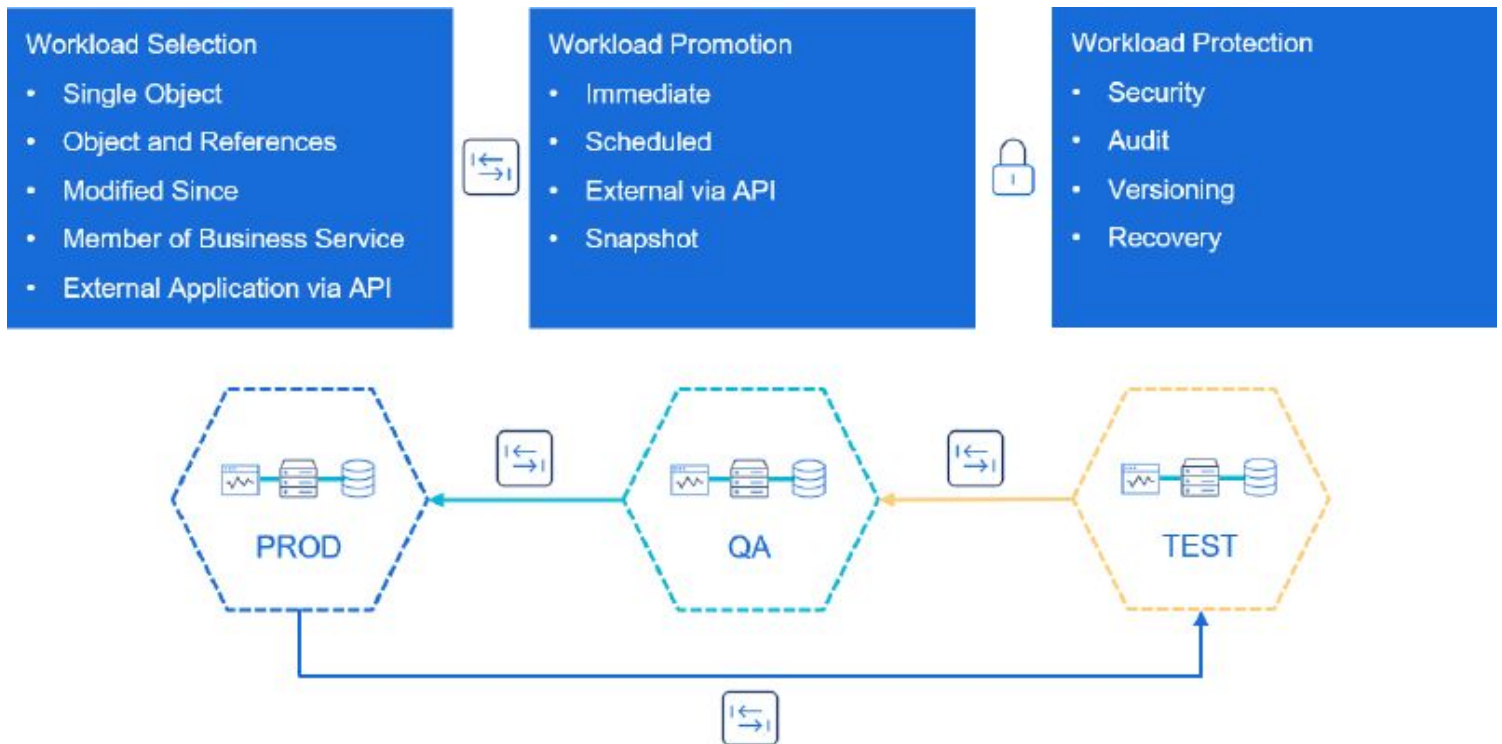 Workload Selection
• Single Object
• Object and References
• Modified Since
• Member of Business Service
• External Application via API
Workload Promotion
• Immediate
• Scheduled
• External via API
• Snapshot
Workload Protection
• Security
• Audit
• Versioning
• Recovery
PROD
QA
TEST